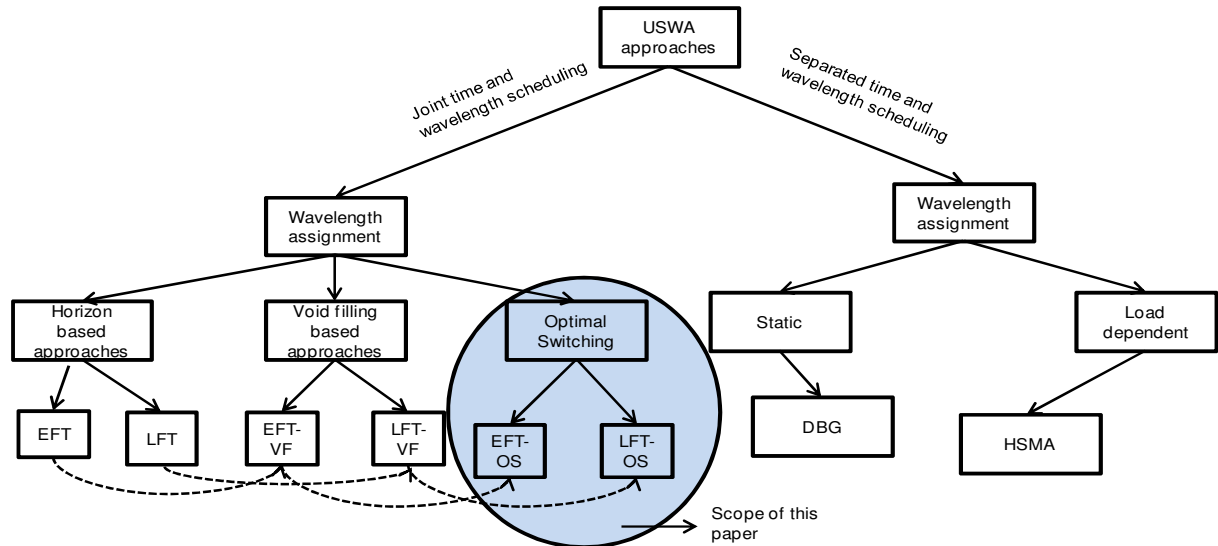 USWA
approaches
Joint time and
wavelength scheduling
Separated time and
wavelength scheduling
Wavelength
assignment
Wavelength
assignment
Horizon
based
approaches
Void filling
based
approaches
Optimal
Switching
Static
Load
dependent
EFT
LFT
EFT-
VF
LFT-
VF
EFT-
OS
LFT-
OS
DBG
HSMA
Scope of this
paper